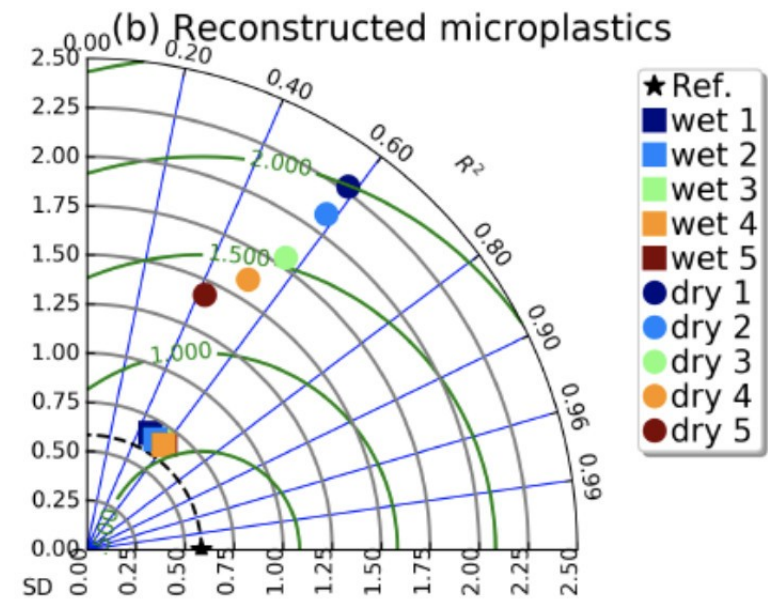 (b) Reconstructed microplastics
0.00
0.20
0.40
0.60
R²
0.80
0.90
0.96
0.99
2.50
2.25
2.00
1.75
1.50
1.25
1.00
0.75
0.50
0.25
0.00
2.000
1.500
1.000
SD
0.00
0.25
0.50
0.75
1.00
1.25
1.50
1.75
2.00
2.25
2.50
Ref.
wet 1
wet 2
wet 3
wet 4
wet 5
dry 1
dry 2
dry 3
dry 4
dry 5